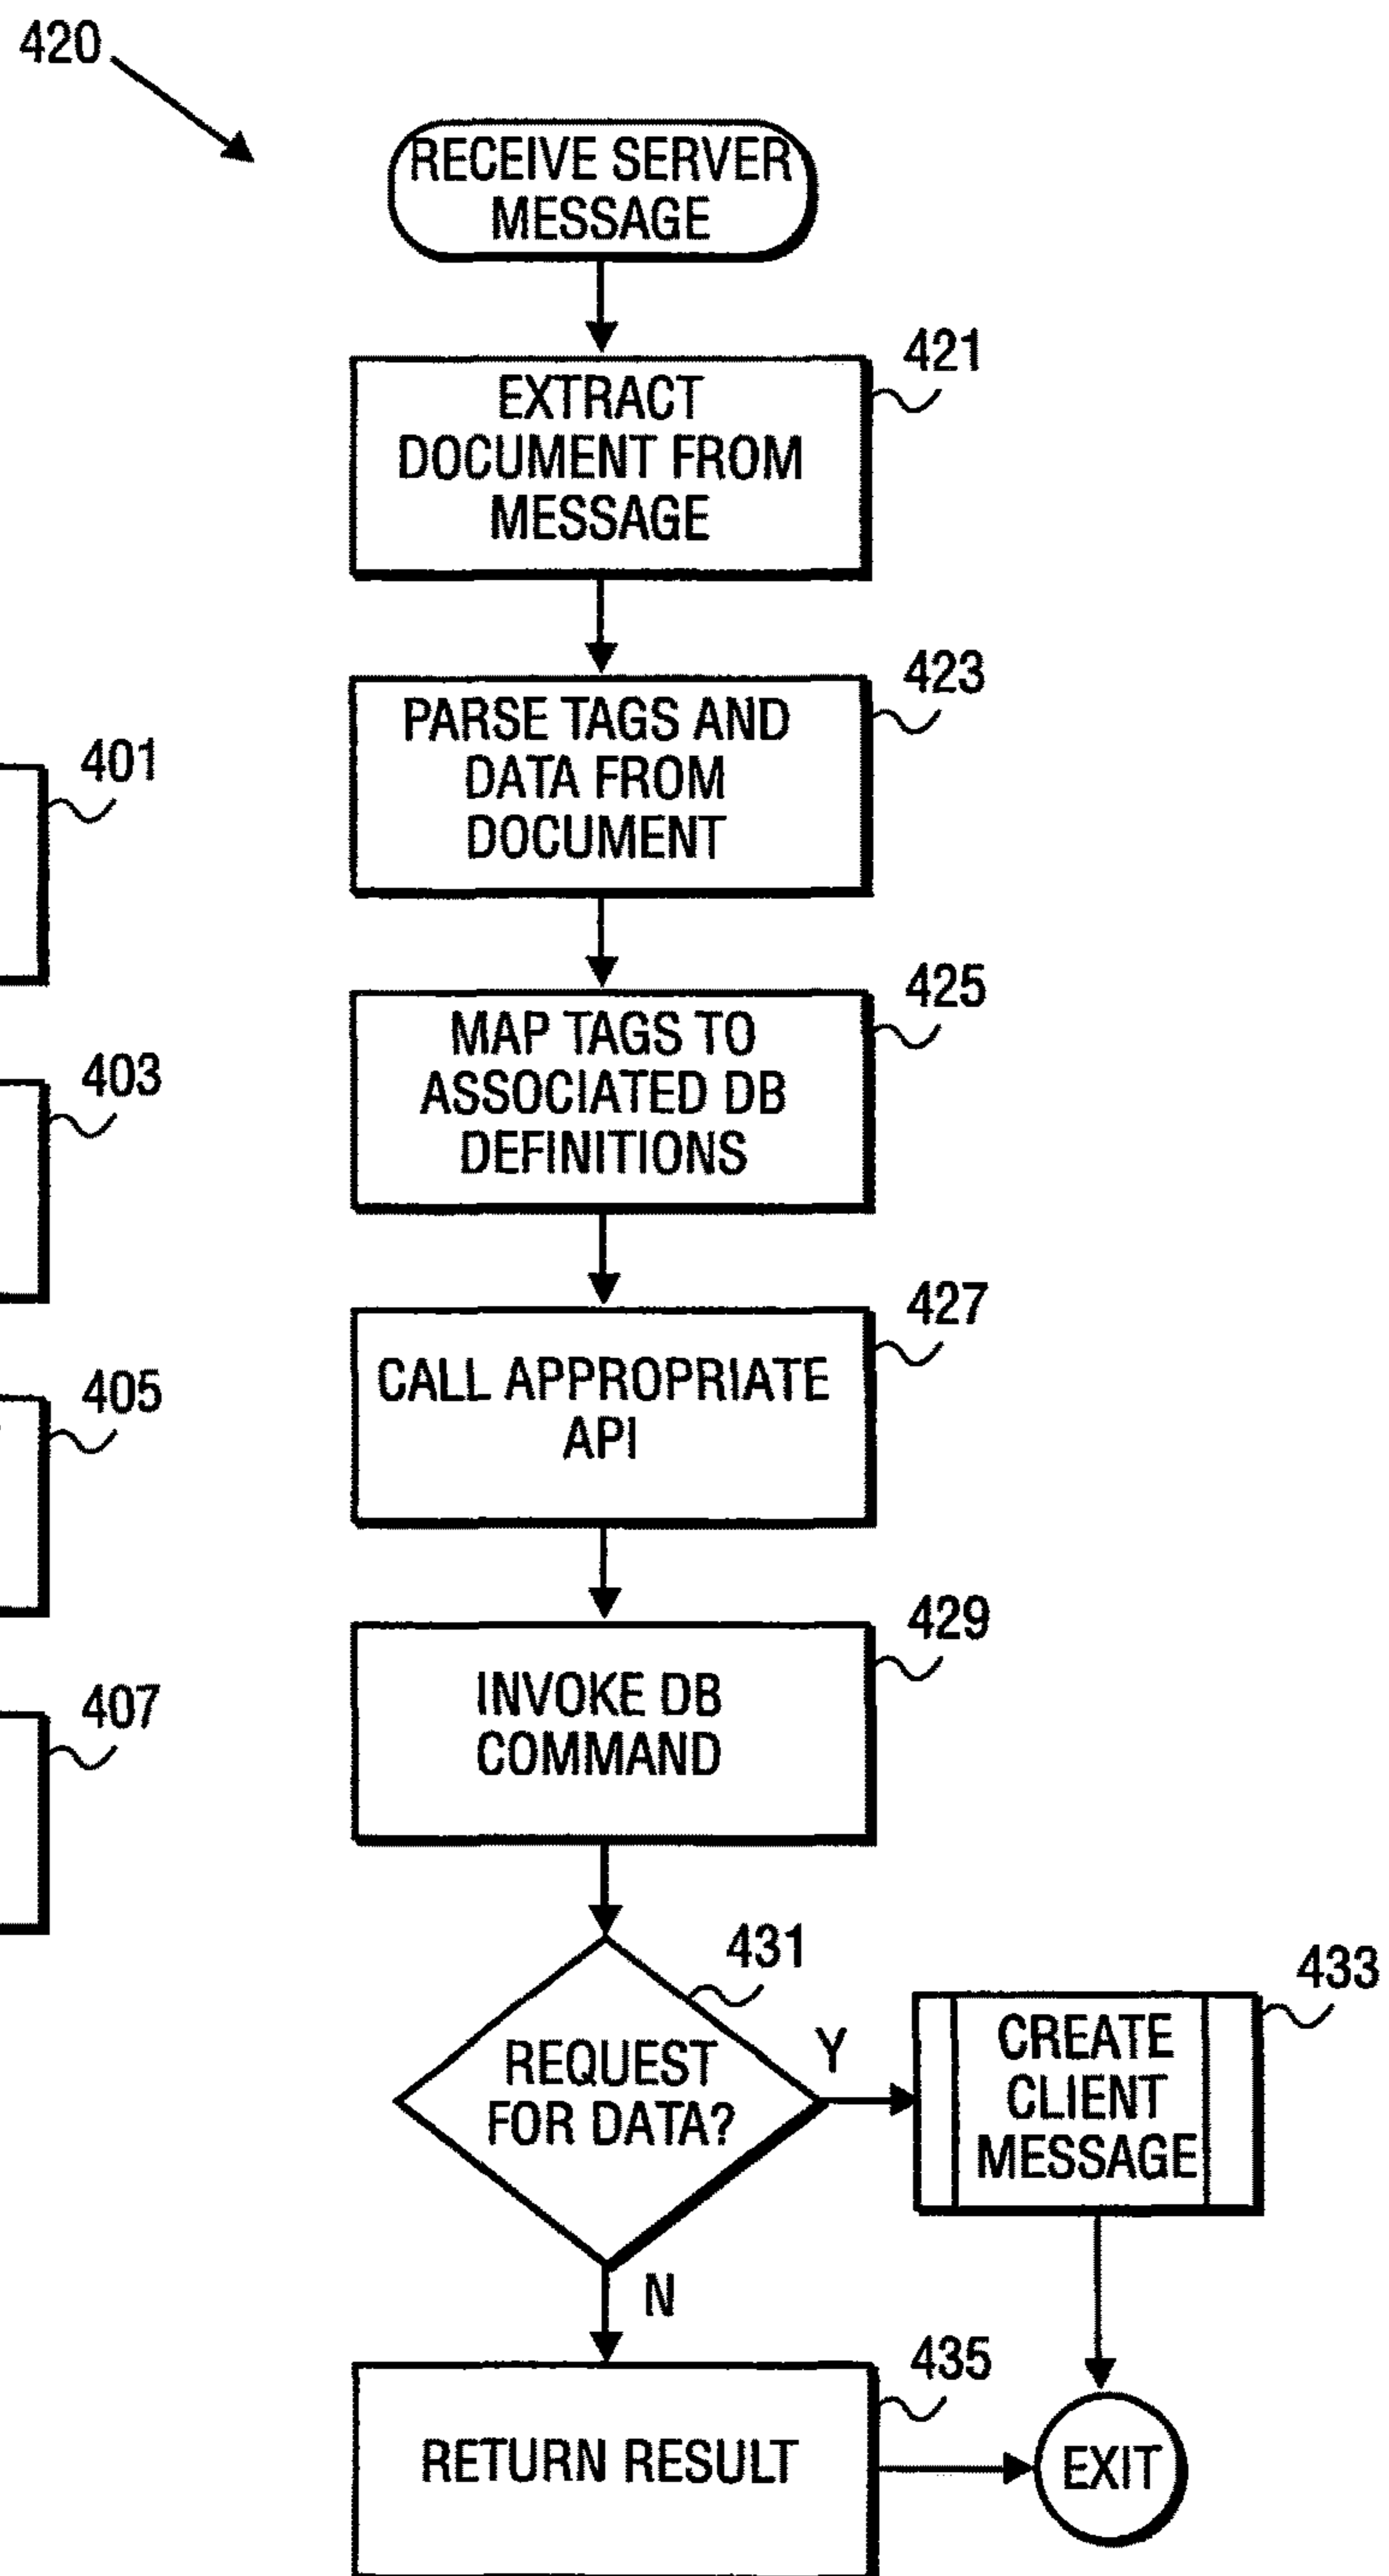 420
RECEIVE SERVER
MESSAGE
421
EXTRACT
DOCUMENT FROM
MESSAGE
423
PARSE TAGS AND
DATA FROM
DOCUMENT
401
425
MAP TAGS TO
ASSOCIATED DB
DEFINITIONS
403
427
CALL APPROPRIATE
API
405
429
INVOKE DB
COMMAND
407
431
REQUEST
FOR DATA?
Y
433
CREATE
CLIENT
MESSAGE
N
435
RETURN RESULT
EXIT